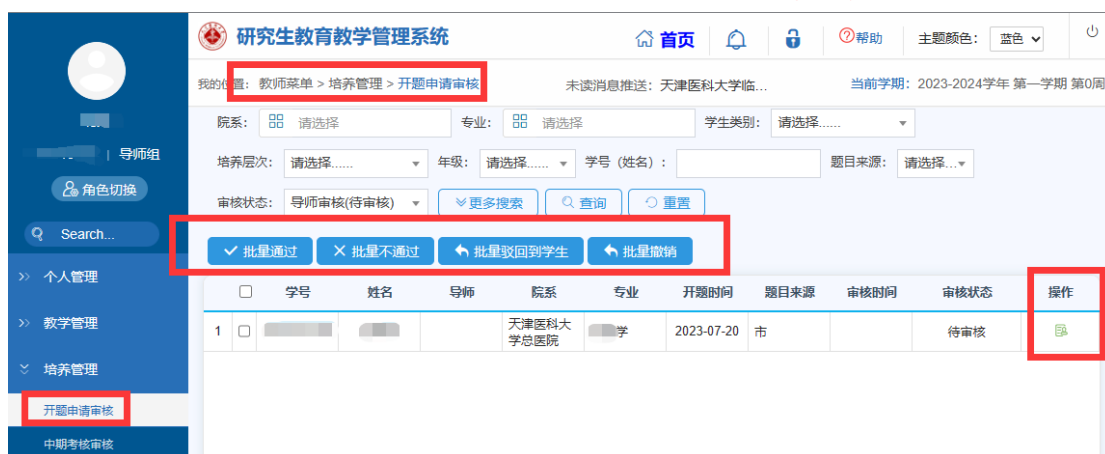 研究生教育教学管理系统 首页 帮助 主题颜色: 蓝色
我的位置: 教师菜单 > 培养管理 > 开题申请审核 未读消息推送: 天津医科大学临... 当前学期: 2023-2024学年 第一学期 第0周
院系: 请选择 专业: 请选择 学生类别: 请选择......
培养层次: 请选择...... 年级: 请选择...... 学号 (姓名) : 题目来源: 请选择...
审核状态: 导师审核(待审核) 更多搜索 查询 重置
批量通过 批量不通过 批量驳回到学生 批量撤销
学号 姓名 导师 院系 专业 开题时间 题目来源 审核时间 审核状态 操作
1 天津医科大学总医院 学 2023-07-20 市 待审核
| 导师组
角色切换
Search...
个人管理
教学管理
培养管理
开题申请审核
中期考核审核